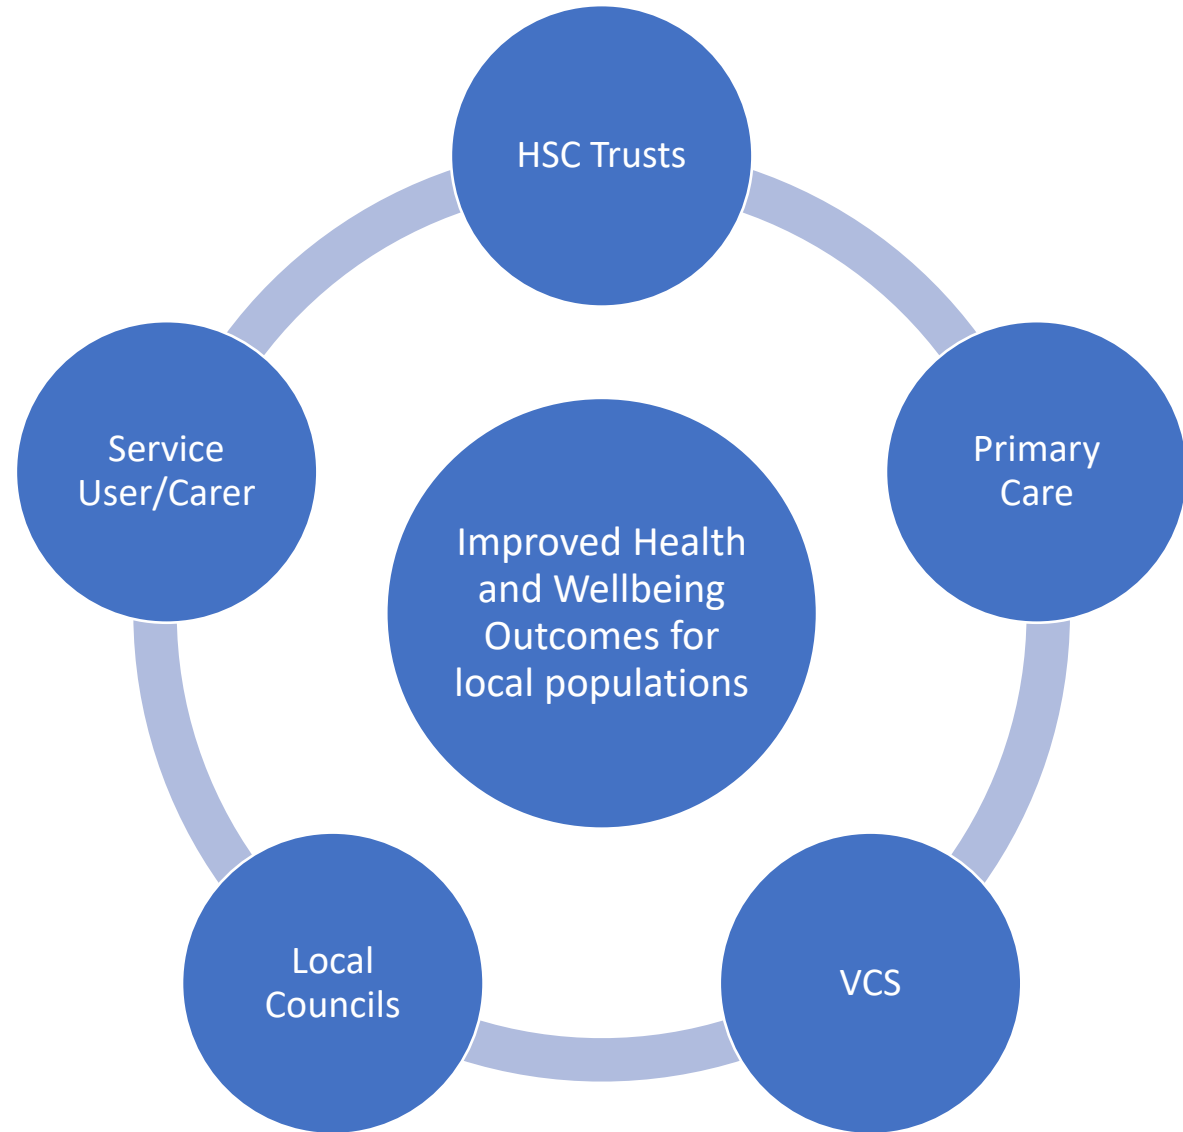 HSC Trusts
Service
User/Carer
Primary
Care
Improved Health
and Wellbeing
Outcomes for
local populations
Local
Councils
VCS